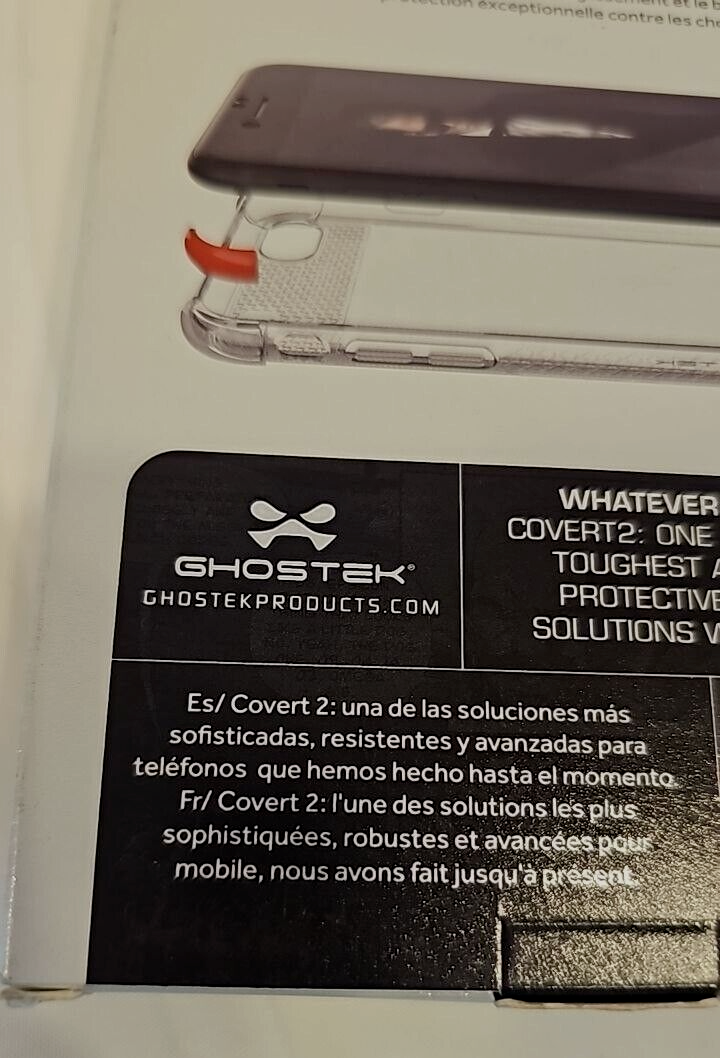 exceptionnelle contre les
GHOSTEK®
GHOSTEKPRODUCTS.COM
WHATEVER
COVERT2: ONE
TOUGHEST
PROTECTIVE
SOLUTIONS
Es/ Covert 2: una de las soluciones más
sofisticadas, resistentes y avanzadas para
teléfonos que hemos hecho hasta el momento.
Fr/ Covert 2: l'une des solutions les plus
sophistiquées, robustes et avancées pour
mobile, nous avons fait jusqu'à présent.